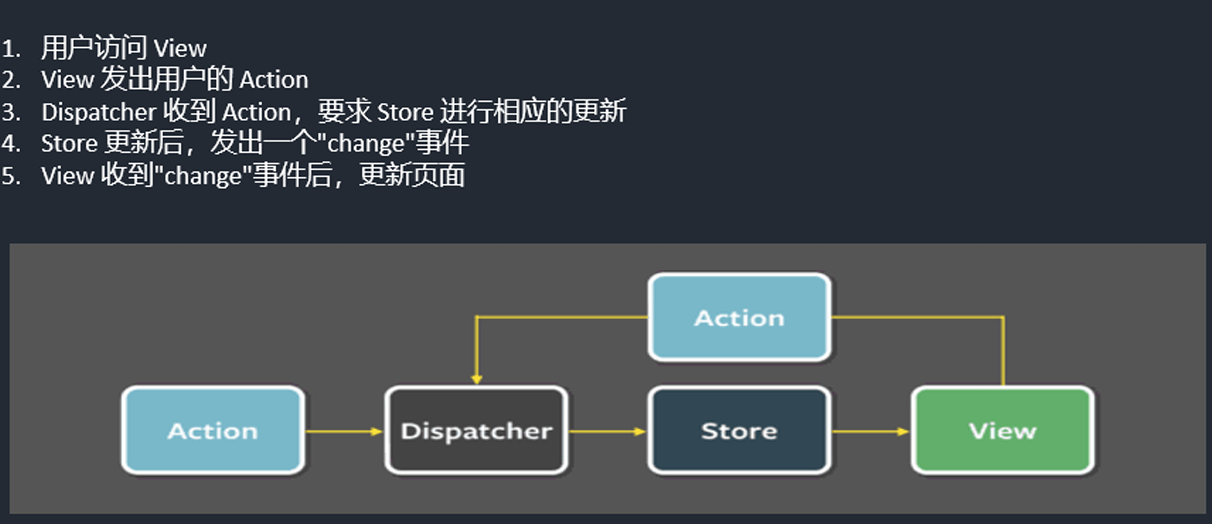 1. 用户访问 View
2. View 发出用户的 Action
3. Dispatcher 收到 Action，要求 Store 进行相应的更新
4. Store 更新后，发出一个"change"事件
5. View 收到"change"事件后，更新页面
Action
Action
Dispatcher
Store
View